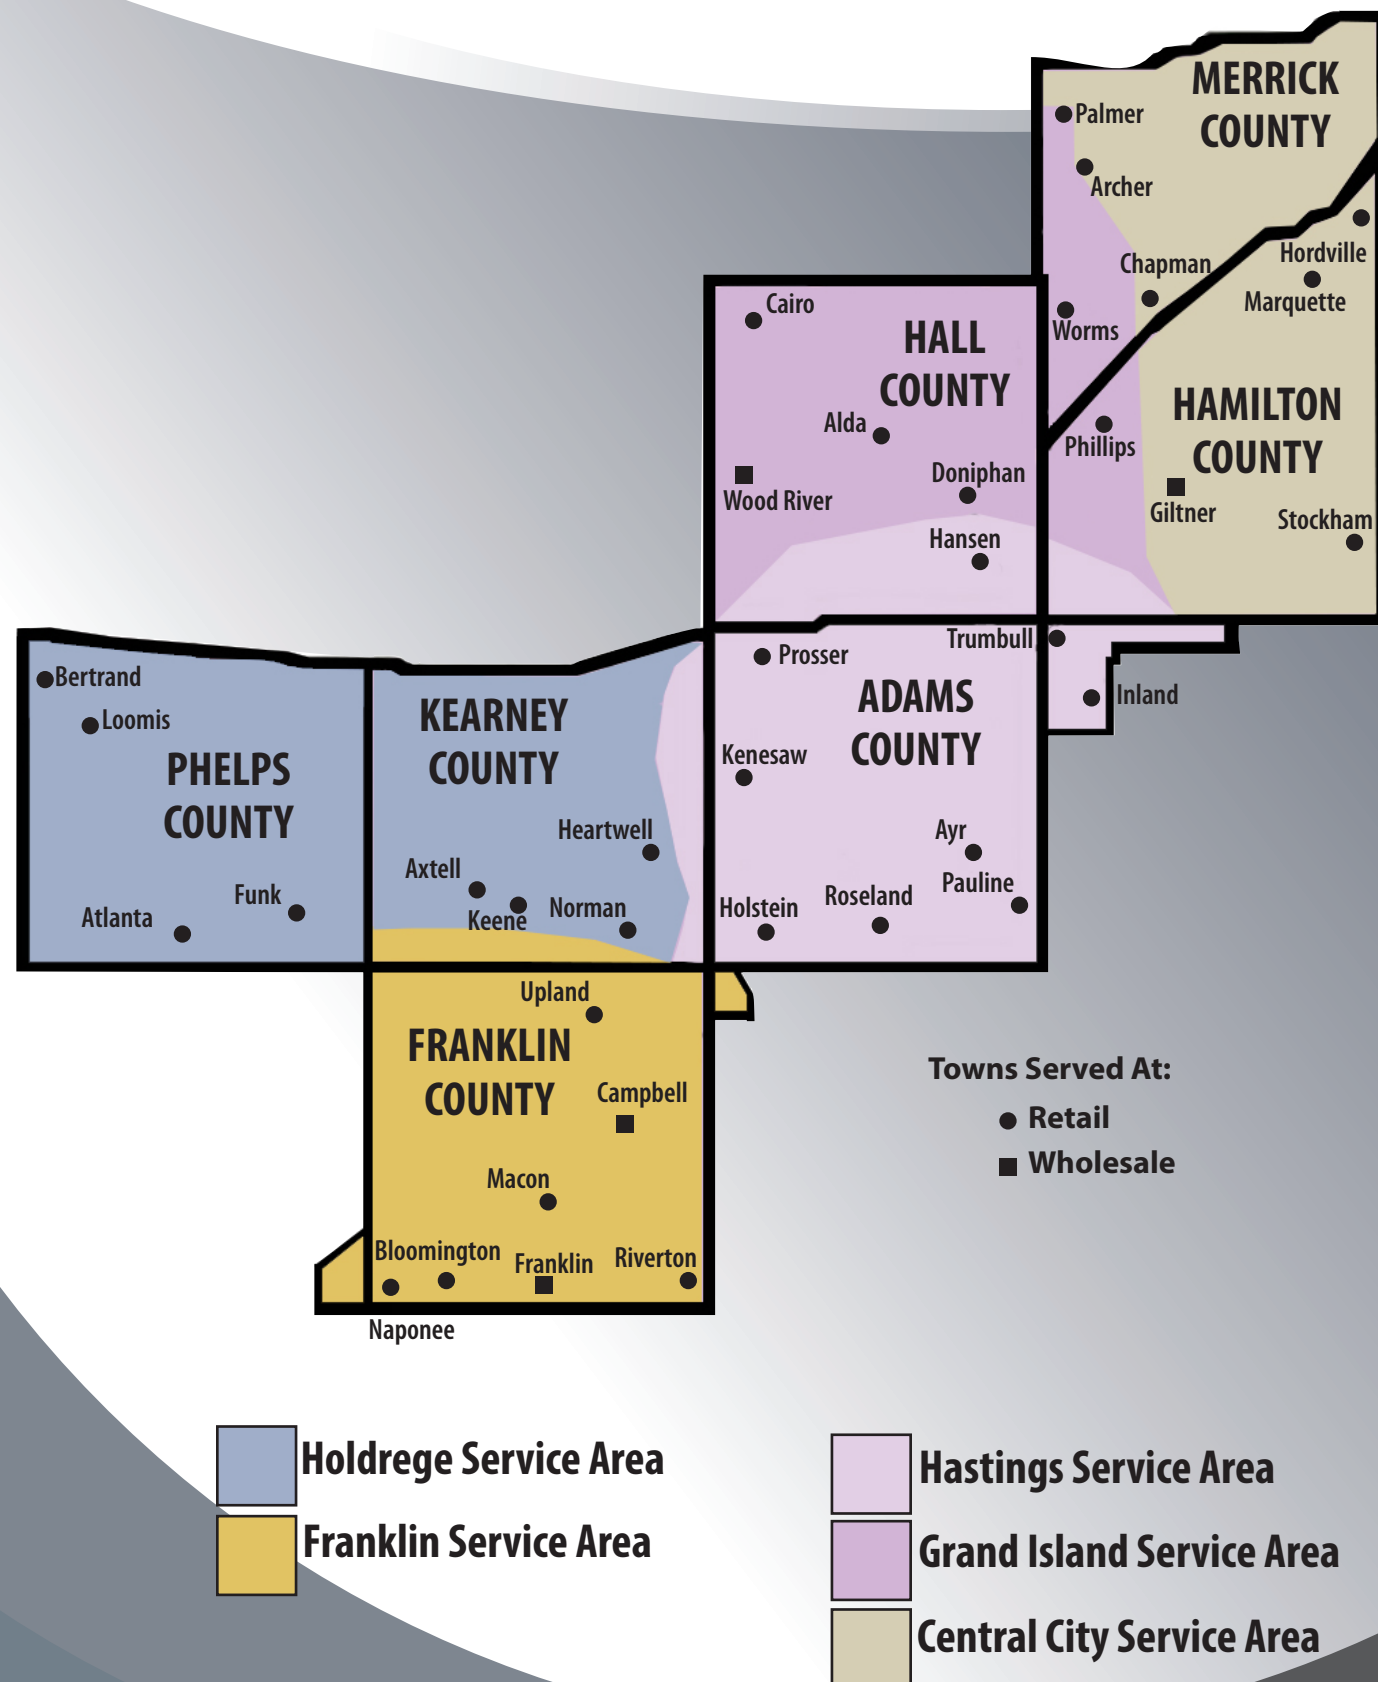 MERRICK
COUNTY
Palmer
Archer
Hordville
Chapman
Marquette
Cairo
Worms
HALL
COUNTY
HAMILTON
COUNTY
Alda
Phillips
Doniphan
Wood River
Giltner
Stockham
Hansen
Trumbull
Prosser
Bertrand
Inland
ADAMS
COUNTY
Loomis
KEARNEY
COUNTY
Kenesaw
PHELPS
COUNTY
Heartwell
Ayr
Axtell
Pauline
Funk
Roseland
Atlanta
Keene
Norman
Holstein
Upland
FRANKLIN
COUNTY
Campbell
Towns Served At:
Retail
Wholesale
Macon
Bloomington
Franklin
Riverton
Naponee
Holdrege Service Area
Franklin Service Area
Hastings Service Area
Grand Island Service Area
Central City Service Area